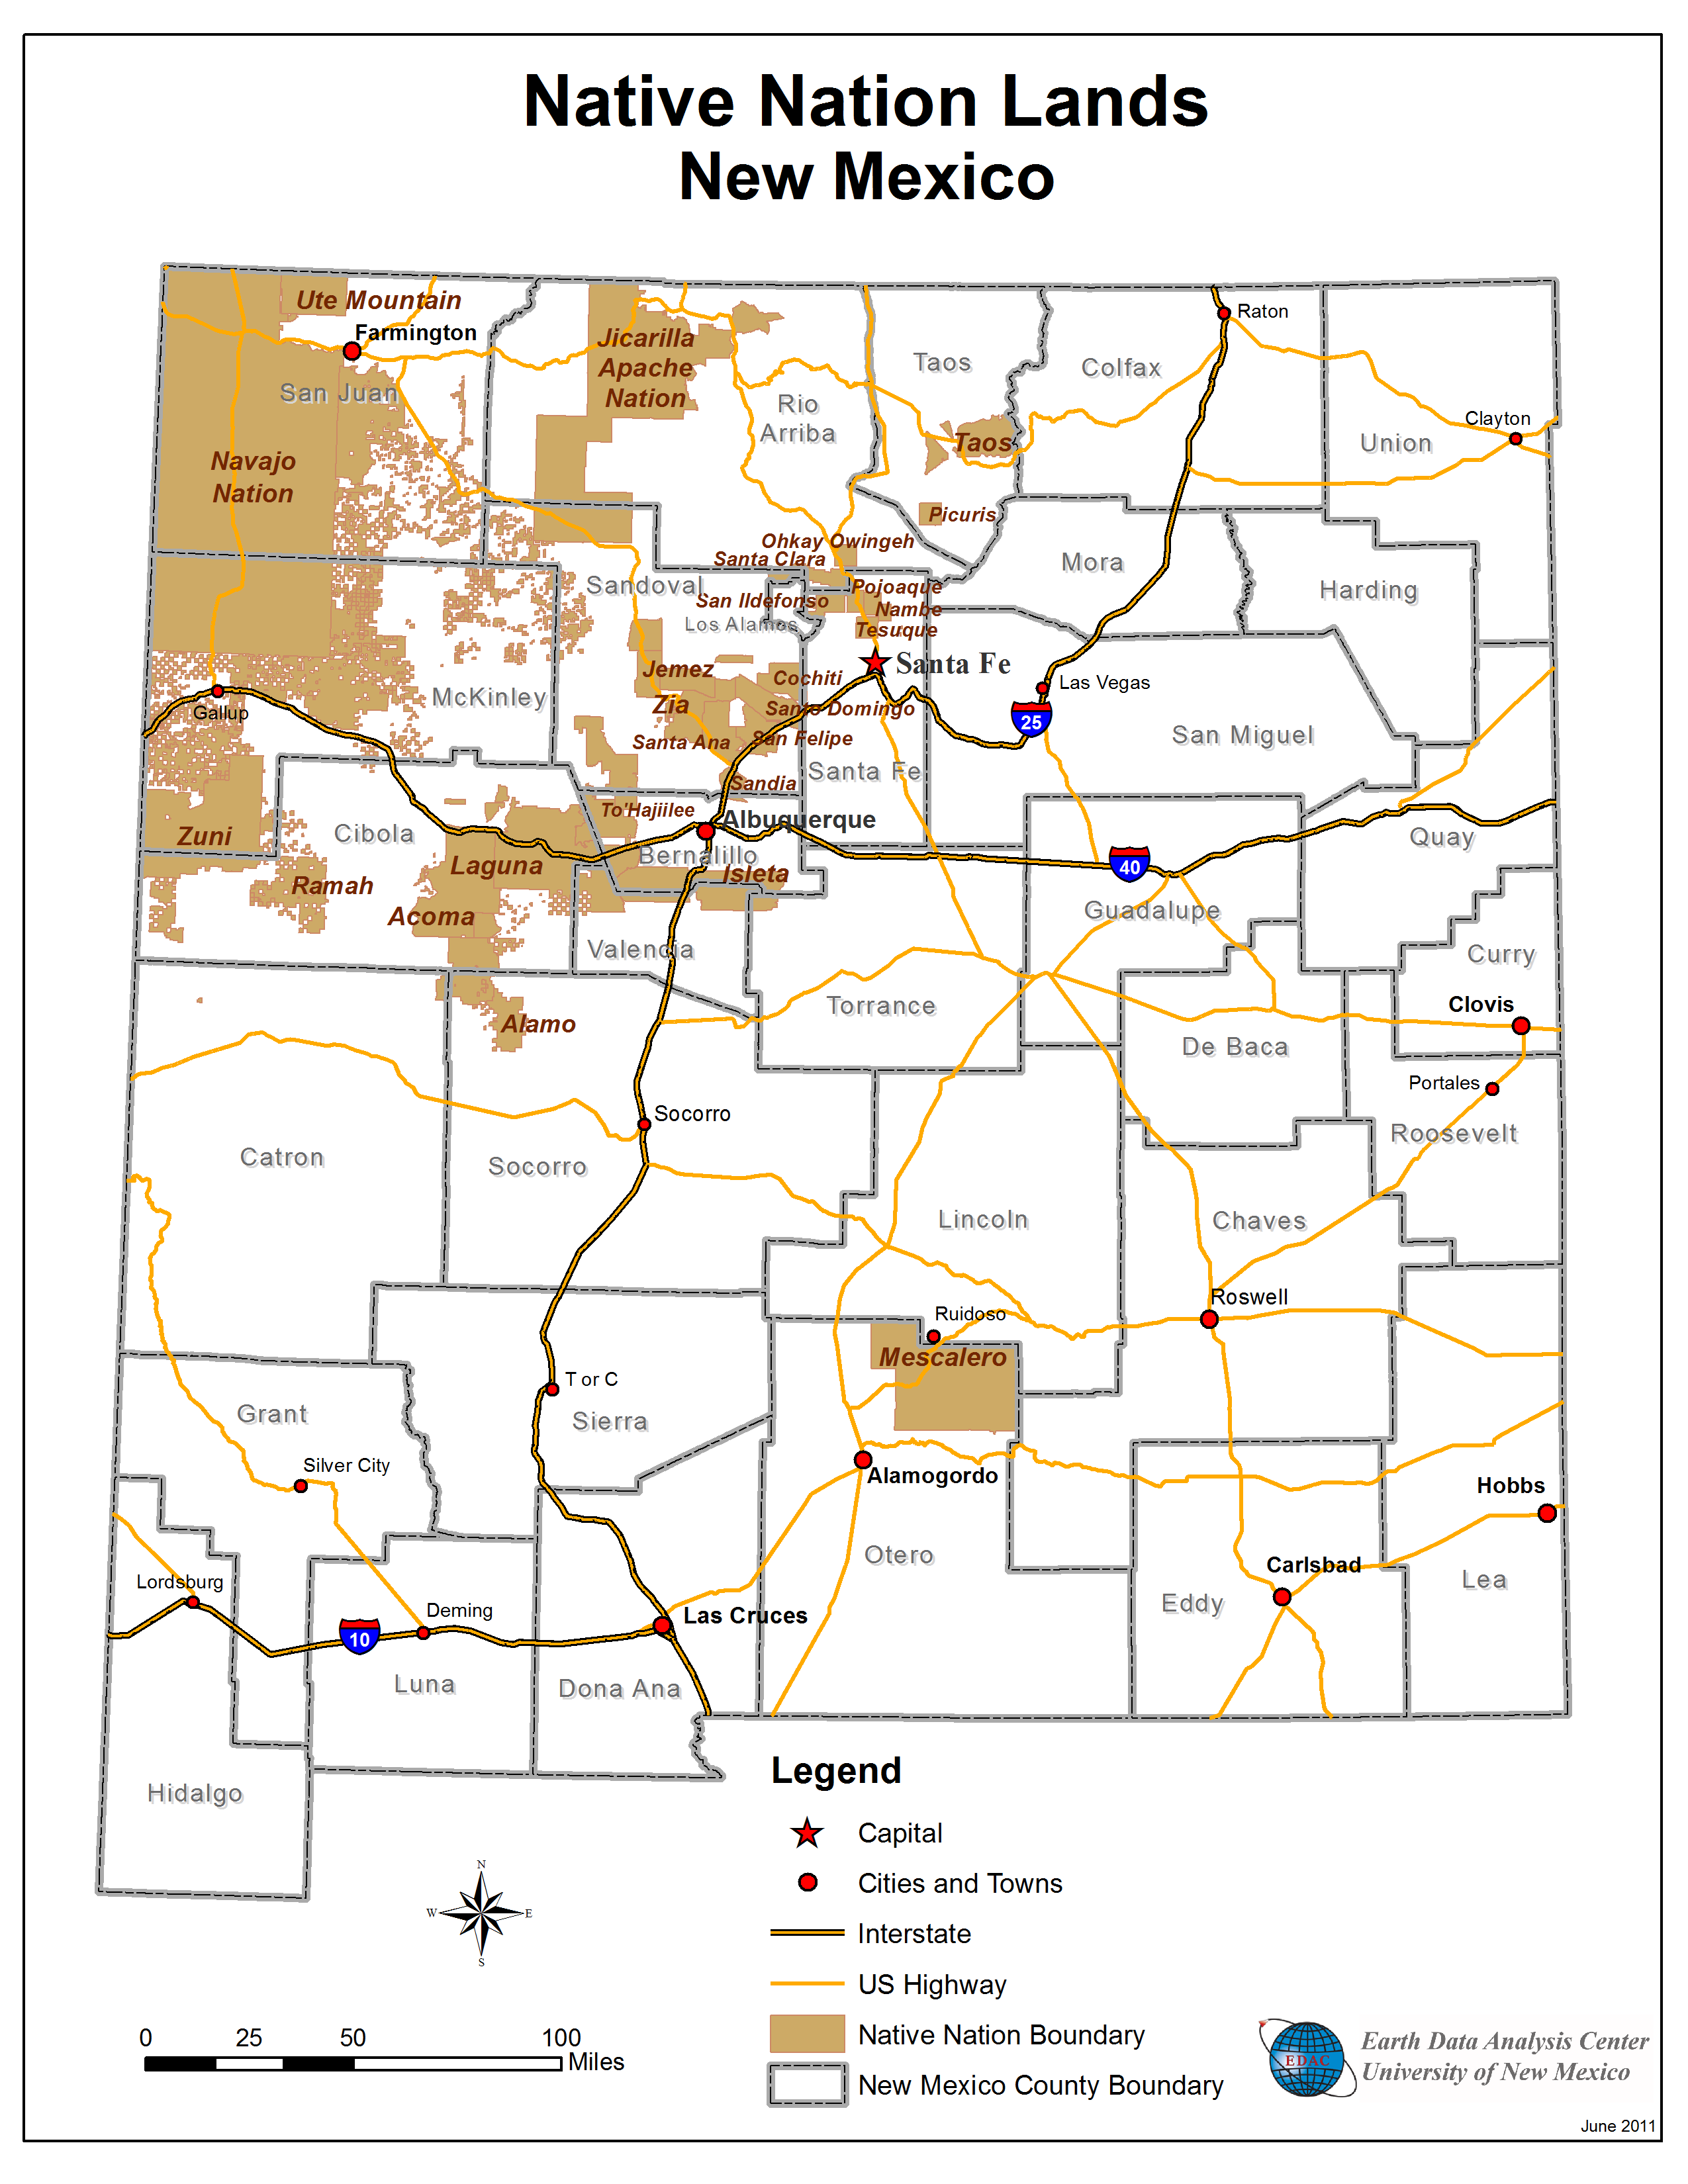 Native Nation Lands
New Mexico
Ute Mountain
Farmington
San Juan
Navajo
Nation
Jicarilla
Apache
Nation
Rio
Arriba
Taos
Taos
Picuris
Colfax
Raton
Clayton
Union
Ohkay Owingeh
Santa Clara
Sandoval
San Ildefonso
Los Alamos
Pojoaque
Nambe
Tesuque
Santa Fe
Mora
Harding
Las Vegas
25
San Miguel
McKinley
Gallup
Jemez
Zia
Cochiti
Santo Domingo
Santa Ana
San Felipe
Santa Fe
Sandia
To'Hajiilee
Albuquerque
Bernalillo
Isleta
Zuni
Cibola
Laguna
Ramah
Acoma
Valencia
Alamo
40
Guadalupe
Quay
Curry
Clovis
Torrance
De Baca
Portales
Roosevelt
Socorro
Catron
Socorro
Lincoln
Chaves
Roswell
Ruidoso
Mescalero
T or C
Sierra
Grant
Silver City
Alamogordo
Hobbs
Otero
Carlsbad
Eddy
Lea
Lordsburg
10
Deming
Las Cruces
Luna
Dona Ana
Hidalgo
N
W E
S
0 25 50 100
Miles
Legend
Capital
Cities and Towns
Interstate
US Highway
Native Nation Boundary
New Mexico County Boundary
EDAC
Earth Data Analysis Center
University of New Mexico
June 2011